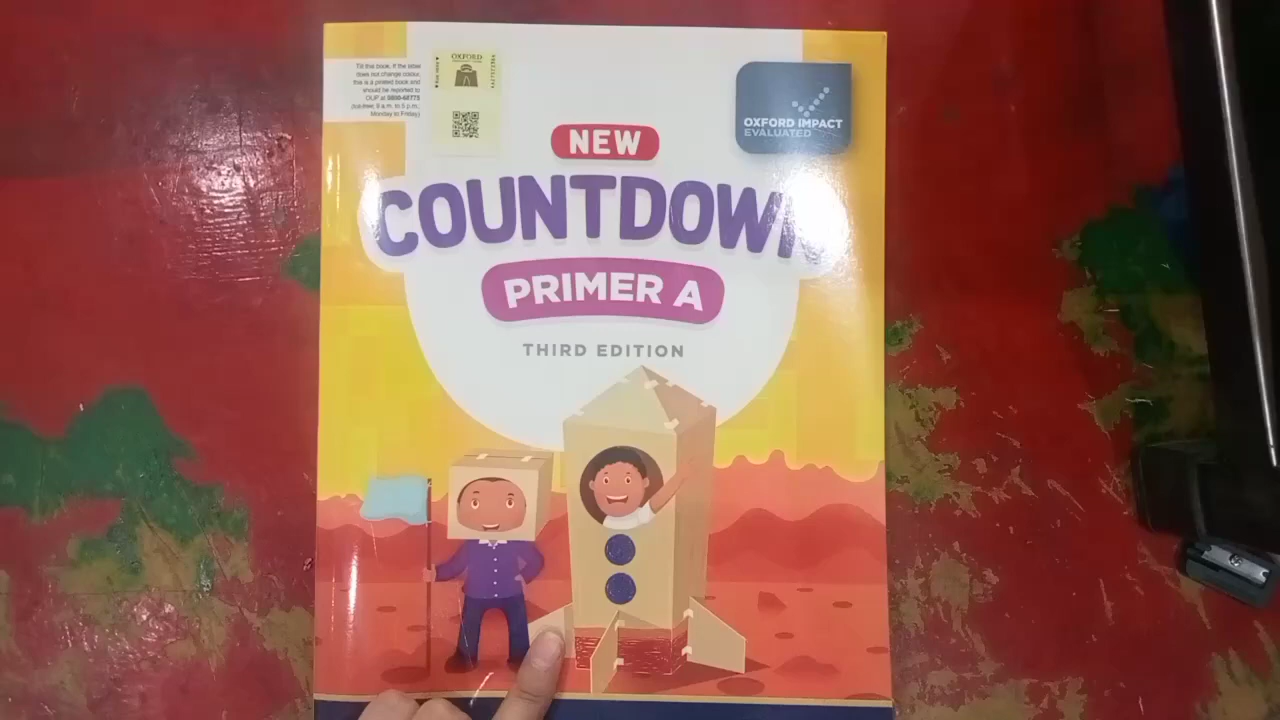 Tilt this book. If the label
does not change colour,
this is a pirated book and
should be reported to
OUP at 0800-68773
(toll-free, 9 a.m. to 5 p.m.;
Monday to Friday)
OXFORD
OXFORD IMPACT
EVALUATED
NEW
COUNTDOWN
PRIMER A
THIRD EDITION